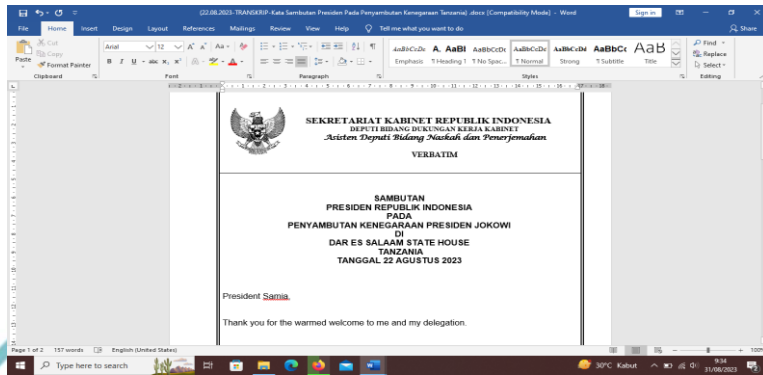 (22.08.2023-TRANSKRIP-Kata Sambutan Presiden Pada Penyambutan Kenegaraan Tanzania) .docx [Compatibility Mode] - Word
Sign in
File Home Insert Design Layout References Mailings Review View Help Tell me what you want to do Share
Cut
Copy
Format Painter
Paste
Arial 12
Emphasis
Heading 1
No Spac...
Normal
Strong
Subtitle
Title
Find
Replace
Select
Clipboard Font Paragraph Styles Editing
SEKRETARIAT KABINET REPUBLIK INDONESIA
DEPUTI BIDANG DUKUNGAN KERJA KABINET
Asisten Deputi Bidang Naskah dan Penerjemahan
VERBATIM
SAMBUTAN
PRESIDEN REPUBLIK INDONESIA
PADA
PENYAMBUTAN KENEGARAAN PRESIDEN JOKOWI
DI
DAR ES SALAAM STATE HOUSE
TANZANIA
TANGGAL 22 AGUSTUS 2023
President Samia,
Thank you for the warmed welcome to me and my delegation.
Page 1 of 2 157 words English (United States) 100%
Type here to search
30°C Kabut
9:34
31/08/2023